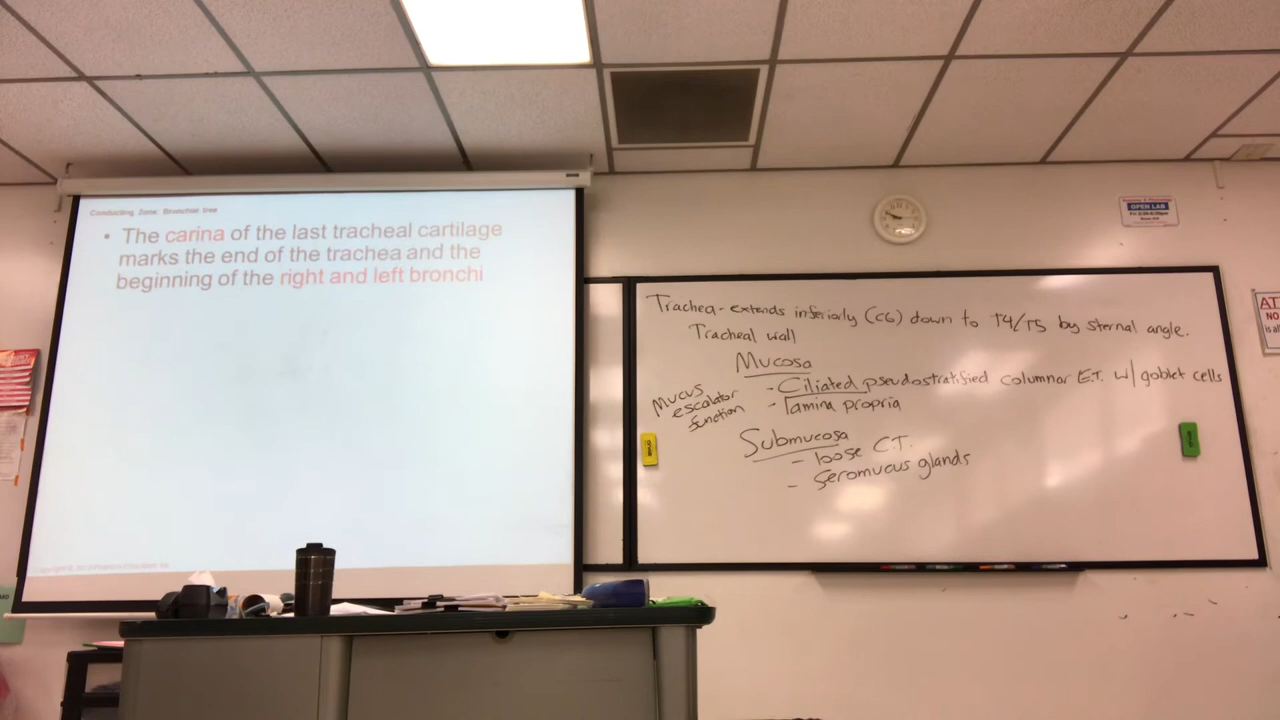 Conducting Zone: Bronchial tree
• The carina of the last tracheal cartilage
marks the end of the trachea and the
beginning of the right and left bronchi
Trachea - extends inferiorly (C6) down to T4/T5 by sternal angle.
Tracheal wall
Mucosa
- Ciliated pseudostratified columnar E.T. w/ goblet cells
- lamina propria
Mucus
escalator
function
Submucosa
- loose C.T.
- Seromucus glands
OPEN LAB
NO